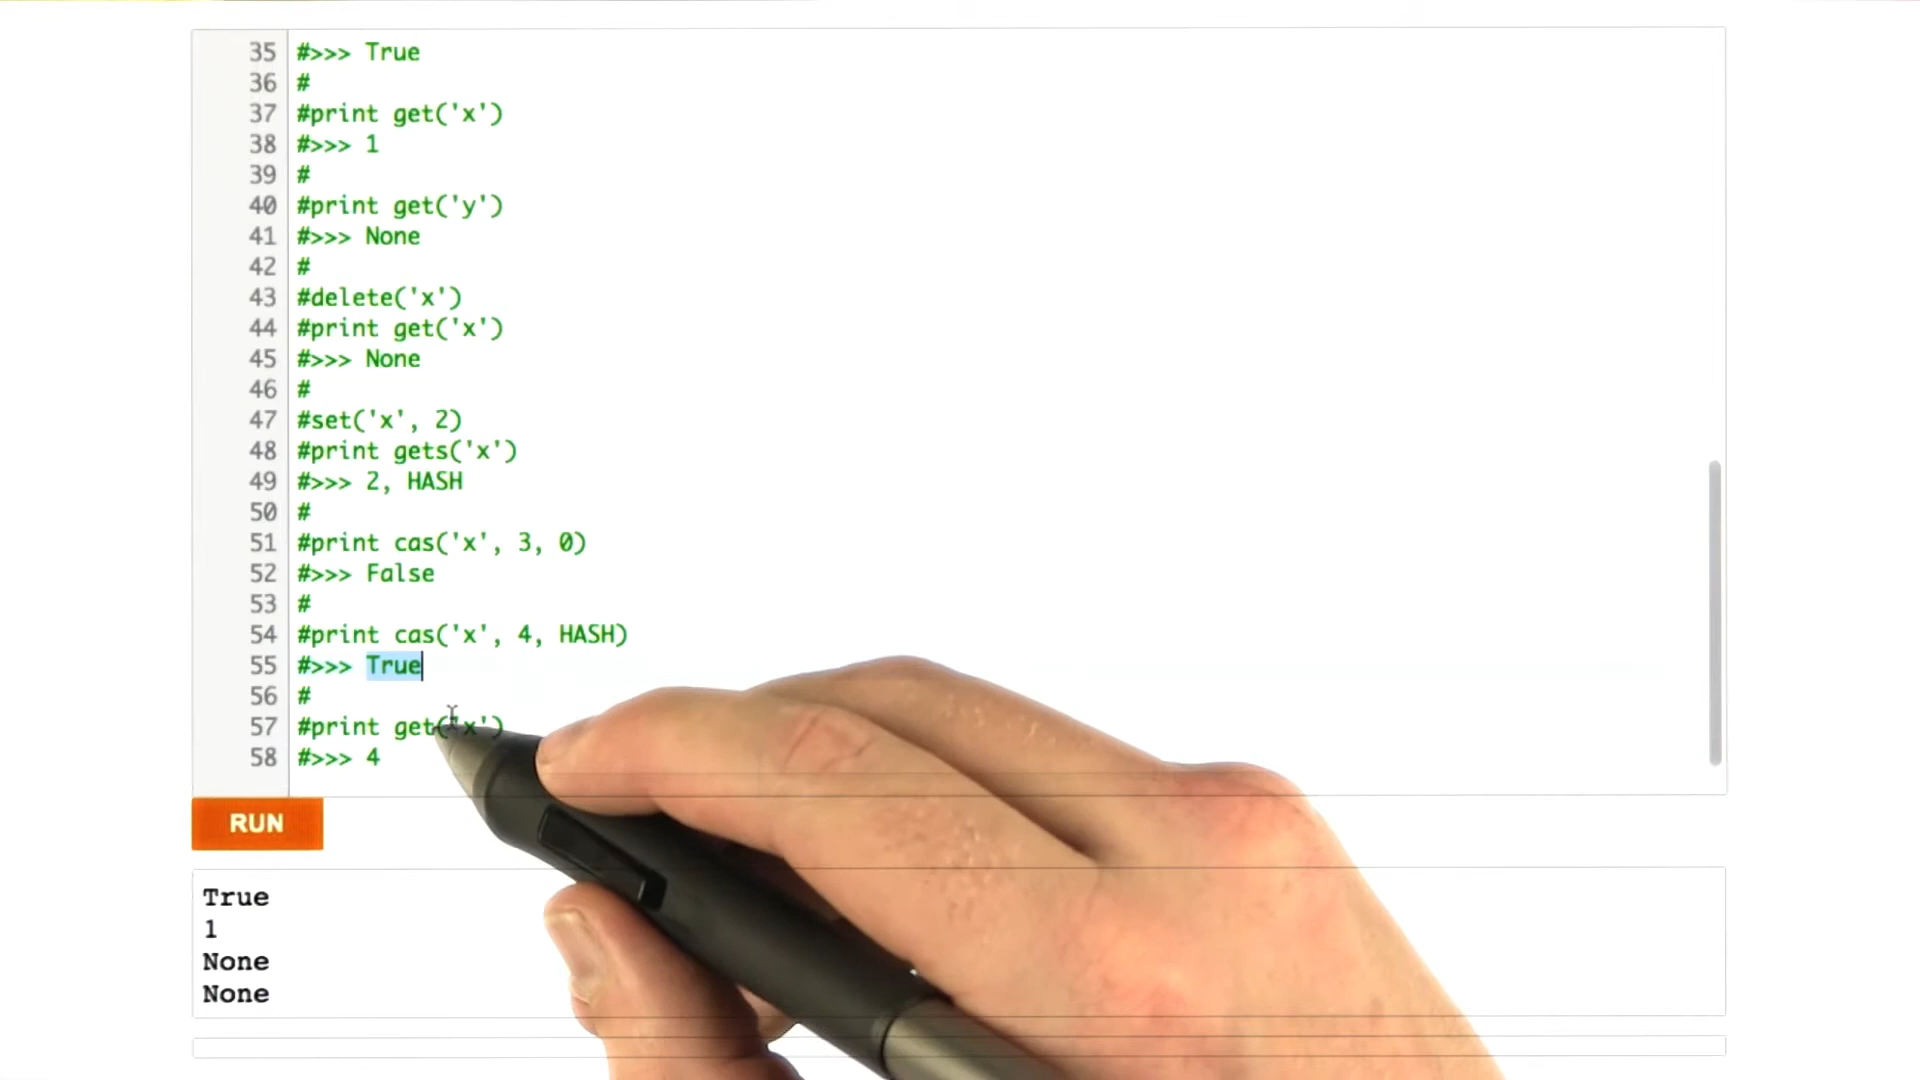 35 #>>> True
36 #
37 #print get('x')
38 #>>> 1
39 #
40 #print get('y')
41 #>>> None
42 #
43 #delete('x')
44 #print get('x')
45 #>>> None
46 #
47 #set('x', 2)
48 #print gets('x')
49 #>>> 2, HASH
50 #
51 #print cas('x', 3, 0)
52 #>>> False
53 #
54 #print cas('x', 4, HASH)
55 #>>> True
56 #
57 #print get('x')
58 #>>> 4
RUN
True
1
None
None